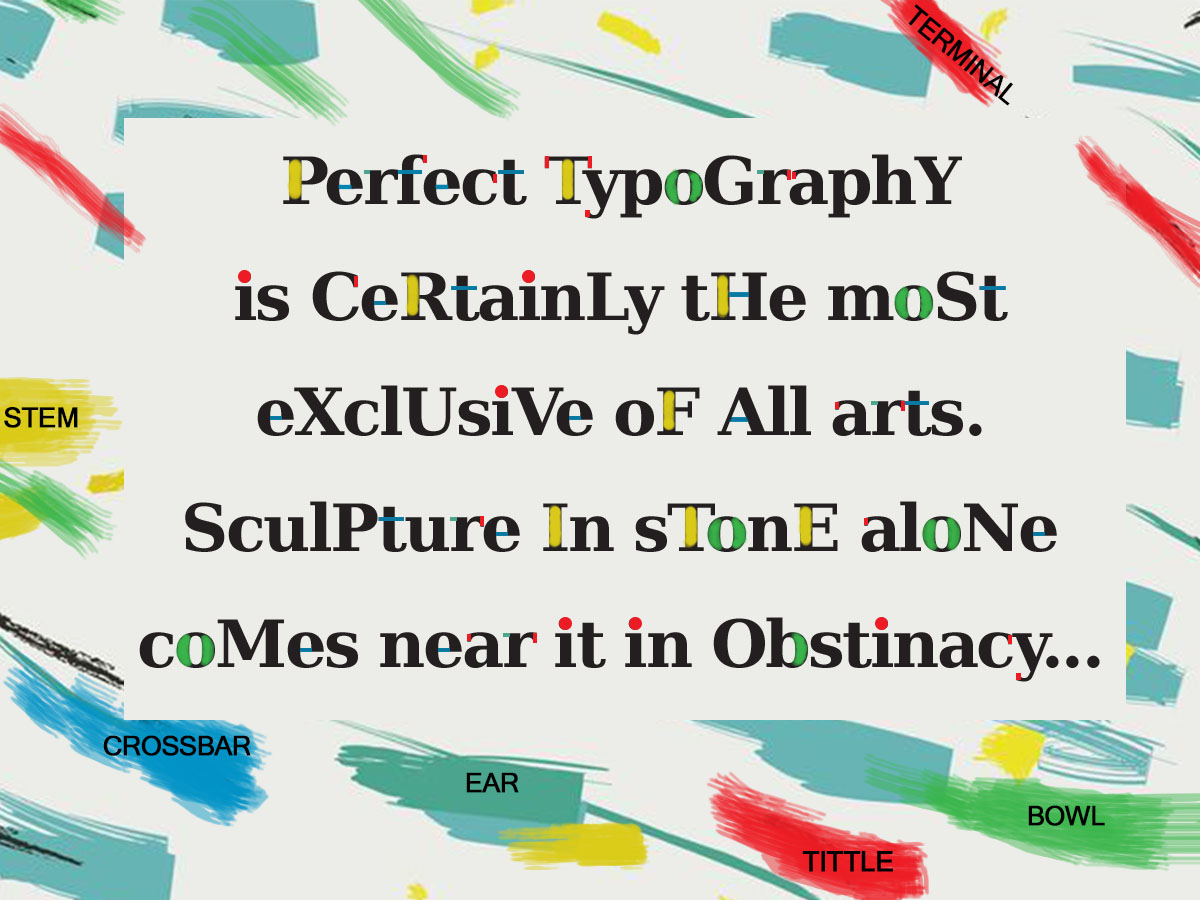 TERMINAL
Perfect TypoGraphY
is CeRtainLy tHe moSt
eXclUsiVe oF All arts.
STEM
SculPture In sTonE aloNe
coMes near it in Obstinacy...
CROSSBAR
EAR
BOWL
TITTLE